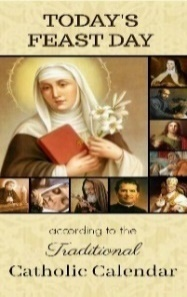 TODAY'S
FEAST DAY
according to the
Traditional
Catholic Calendar